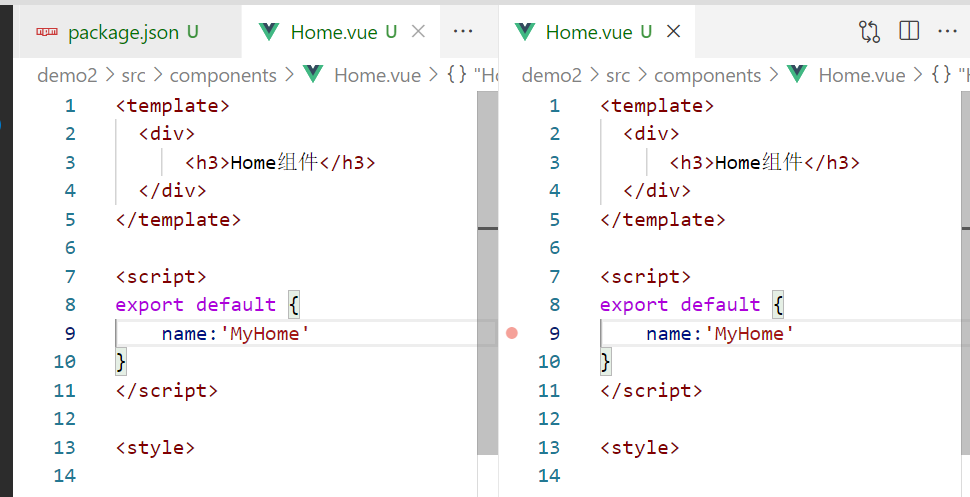 package.json U Home.vue U × ···
demo2 > src > components > Home.vue > {} "Ho
1 <template>
2 <div>
3 <h3>Home组件</h3>
4 </div>
5 </template>
6
7 <script>
8 export default {
9 name:'MyHome'
10 }
11 </script>
12
13 <style>
14
Home.vue U × ···
demo2 > src > components > Home.vue > {} "H
1 <template>
2 <div>
3 <h3>Home组件</h3>
4 </div>
5 </template>
6
7 <script>
8 export default {
9 name:'MyHome'
10 }
11 </script>
12
13 <style>
14